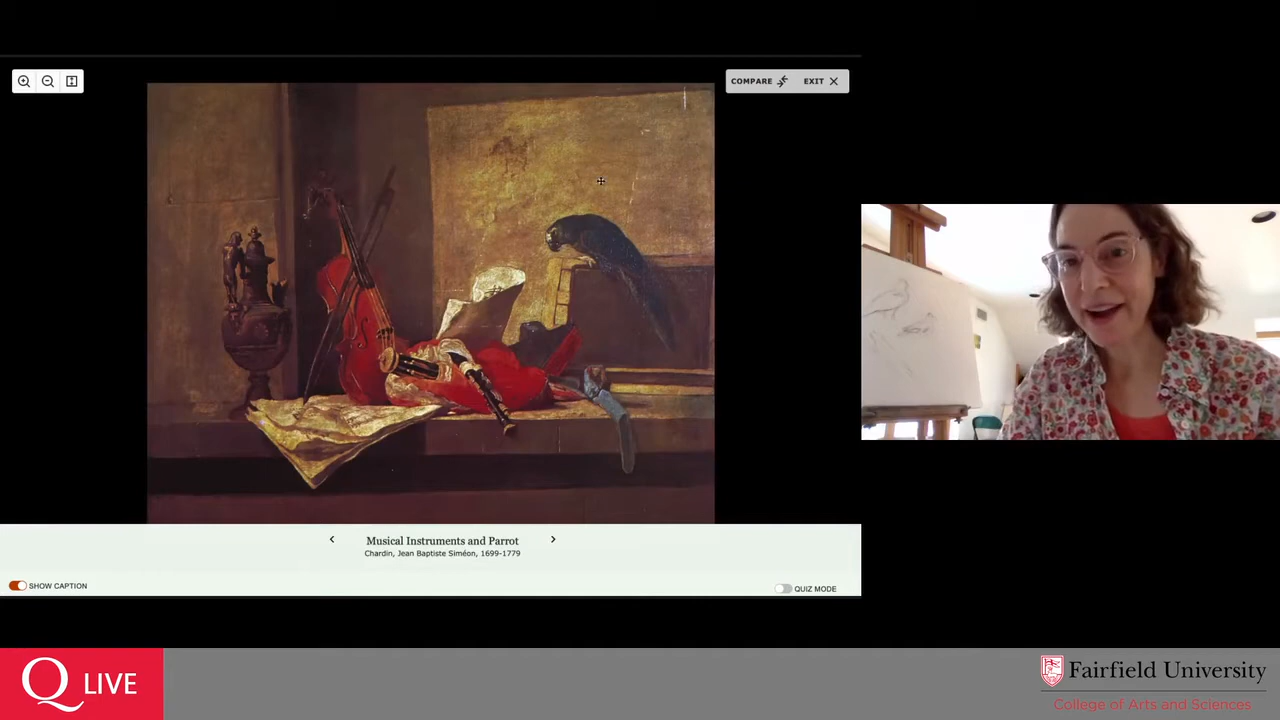 COMPARE
EXIT
Musical Instruments and Parrot
Chardin, Jean Baptiste Siméon, 1699-1779
SHOW CAPTION
QUIZ MODE
Q LIVE
Fairfield University
College of Arts and Sciences